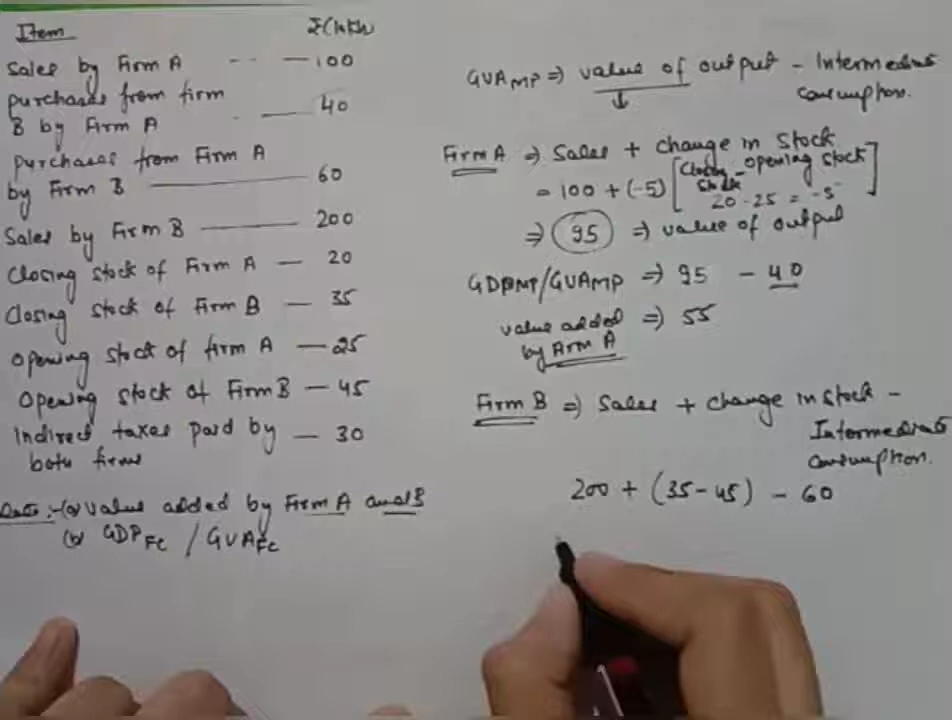 Item ₹(lakh)
Sales by Firm A -- — 100
purchases from firm
B by Firm A — 40
purchases from Firm A
by Firm B — 60
Sales by Firm B — 200
Closing stock of Firm A — 20
Closing stock of Firm B — 35
Opening stock of firm A — 25
Opening stock of Firm B — 45
Indirect taxes paid by — 30
both firms
:-(a) Value added by Firm A and B
(b) GDPFC / GVAFC
GVAMP ⇒ value of output - Intermediate
consumption.
↓
Firm A ⇒ Sales + change in stock
= 100 + (-5) [Closing stock - opening stock
20-25 = -5]
⇒ 95 ⇒ value of output
GDPMP/GVAMP ⇒ 95 - 40
value added ⇒ 55
by Firm A
Firm B ⇒ Sales + change in stock -
Intermediate
consumption.
200 + (35-45) - 60